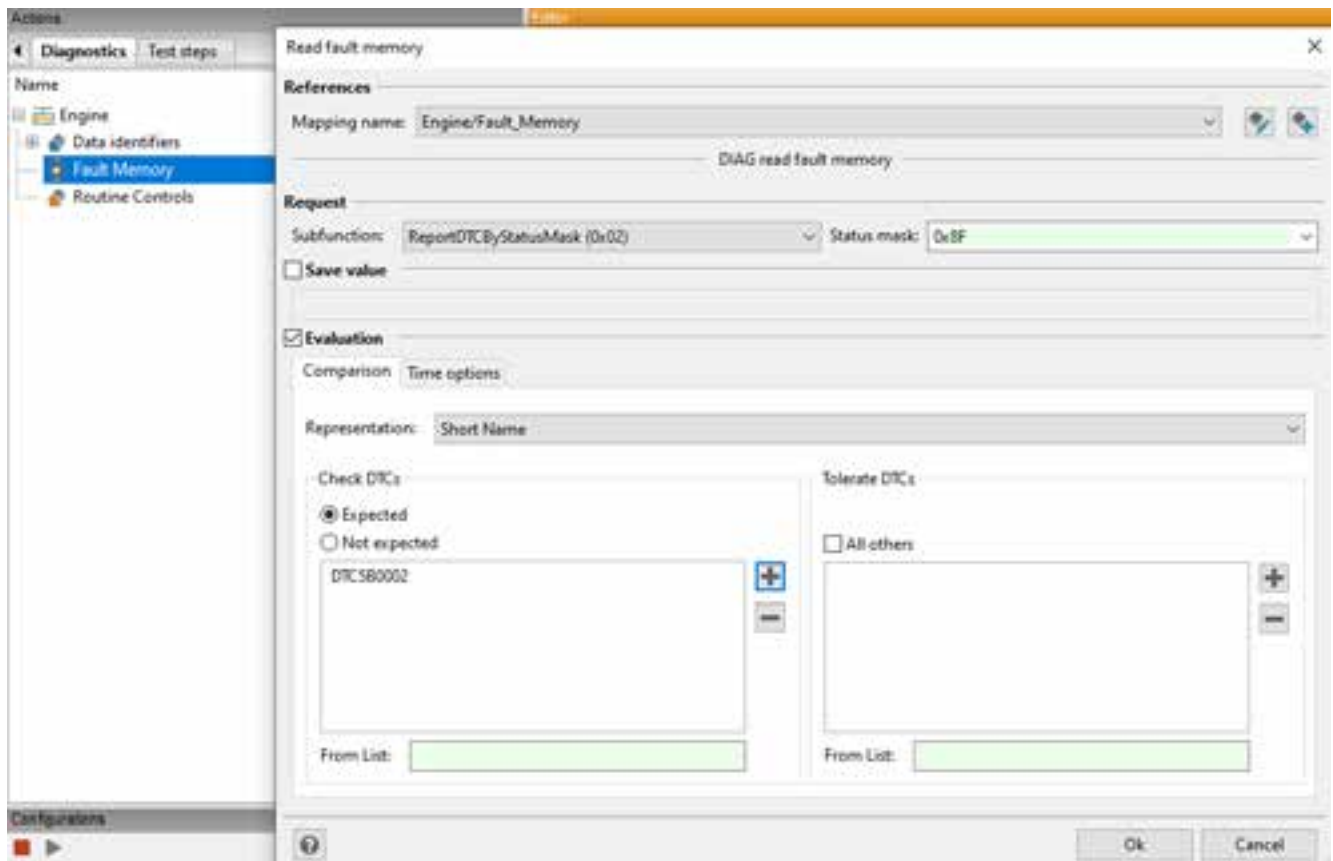 Actions
Editor
Diagnostics Test steps
Name
Engine
Data identifiers
Fault Memory
Routine Controls
Configurations
Read fault memory
References
Mapping name: Engine/Fault_Memory
DIAG read fault memory
Request
Subfunction: ReportDTCByStatusMask (0x02) Status mask: 0x8F
Save value
Evaluation
Comparison Time options
Representation: Short Name
Check DTCs
Expected
Not expected
DTC5B0002
From List:
Tolerate DTCs
All others
From List:
Ok Cancel